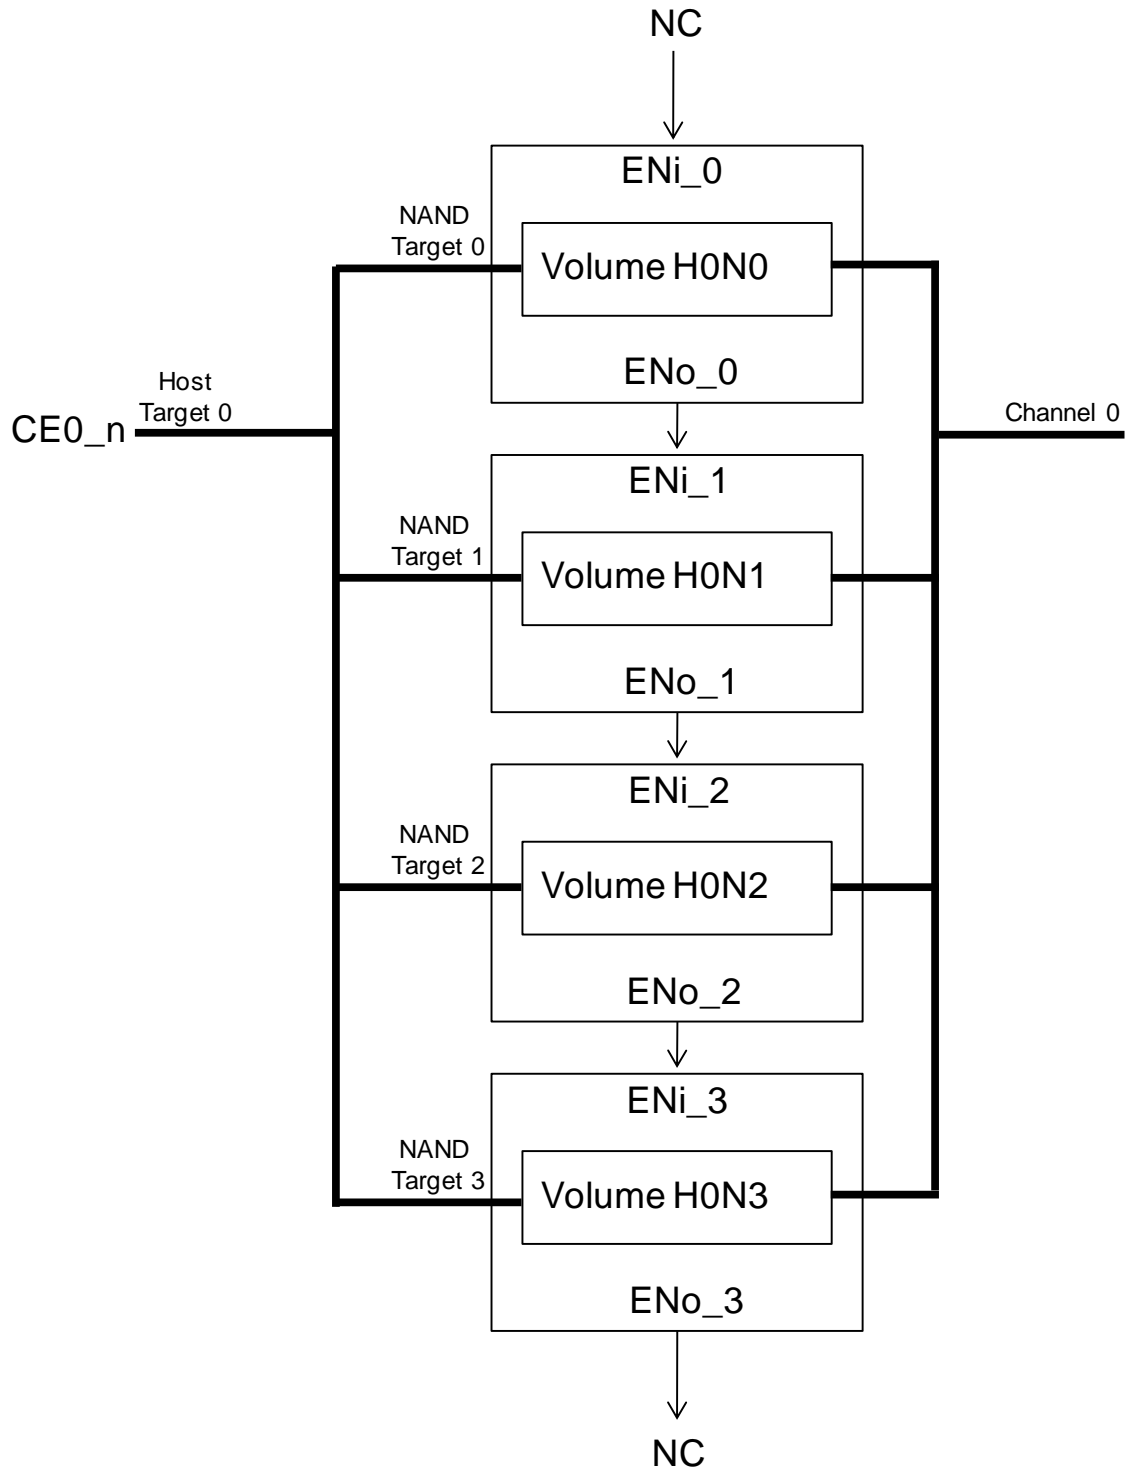 NC
ENi_0
NAND
Target 0
Volume H0N0
ENo_0
Host
Target 0
CE0_n
Channel 0
ENi_1
NAND
Target 1
Volume H0N1
ENo_1
ENi_2
NAND
Target 2
Volume H0N2
ENo_2
ENi_3
NAND
Target 3
Volume H0N3
ENo_3
NC